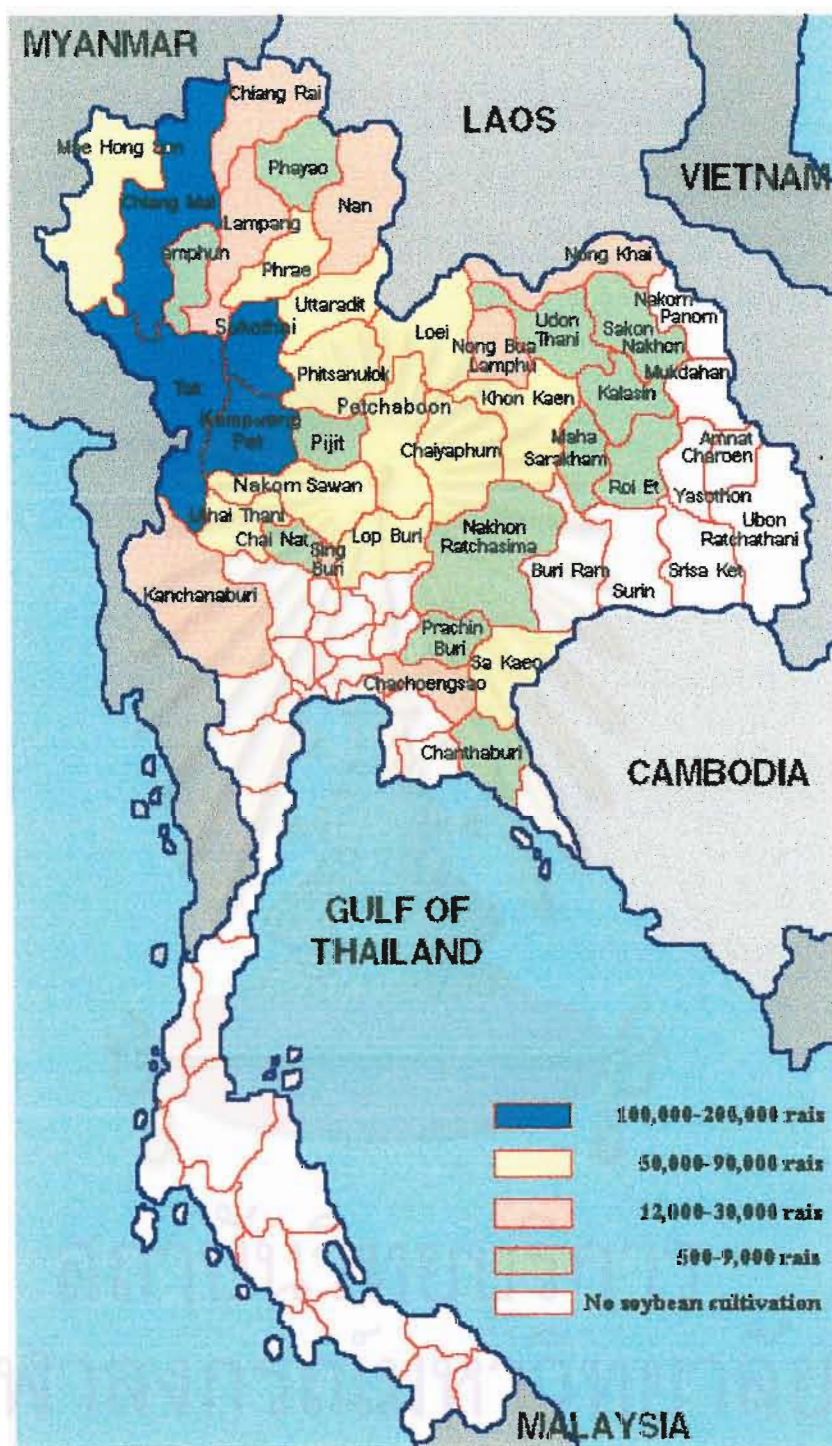 MYANMAR
Chiang Rai
LAOS
Mae Hong Son
Phayao
VIETNAM
Chiang Mai
Nan
Lampang
Lamphun
Phrae
Nong Khai
Uttaradit
Nakorn
Panom
Sukothai
Loei
Udon
Thani
Sakon
Nakhon
Nong Bua
Lamphu
Mukdahan
Phitsanulok
Tak
Petchaboon
Khon Kaen
Kalasin
Pijit
Chaiyaphum
Maha
Sarakham
Amnat
Charoen
Nakorn Sawan
Roi Et
Yasothon
Uthai Thani
Ubon
Ratchathani
Chai Nat
Sing
Buri
Lop Buri
Nakhon
Ratchasima
Buri Ram
Surin
Srisa Ket
Kanchanaburi
Prachin
Buri
Sa Kaeo
Chachoengsao
Chanthaburi
CAMBODIA
GULF OF
THAILAND
100,000-200,000 rais
50,000-90,000 rais
12,000-30,000 rais
500-9,000 rais
No soybean cultivation
MALAYSIA